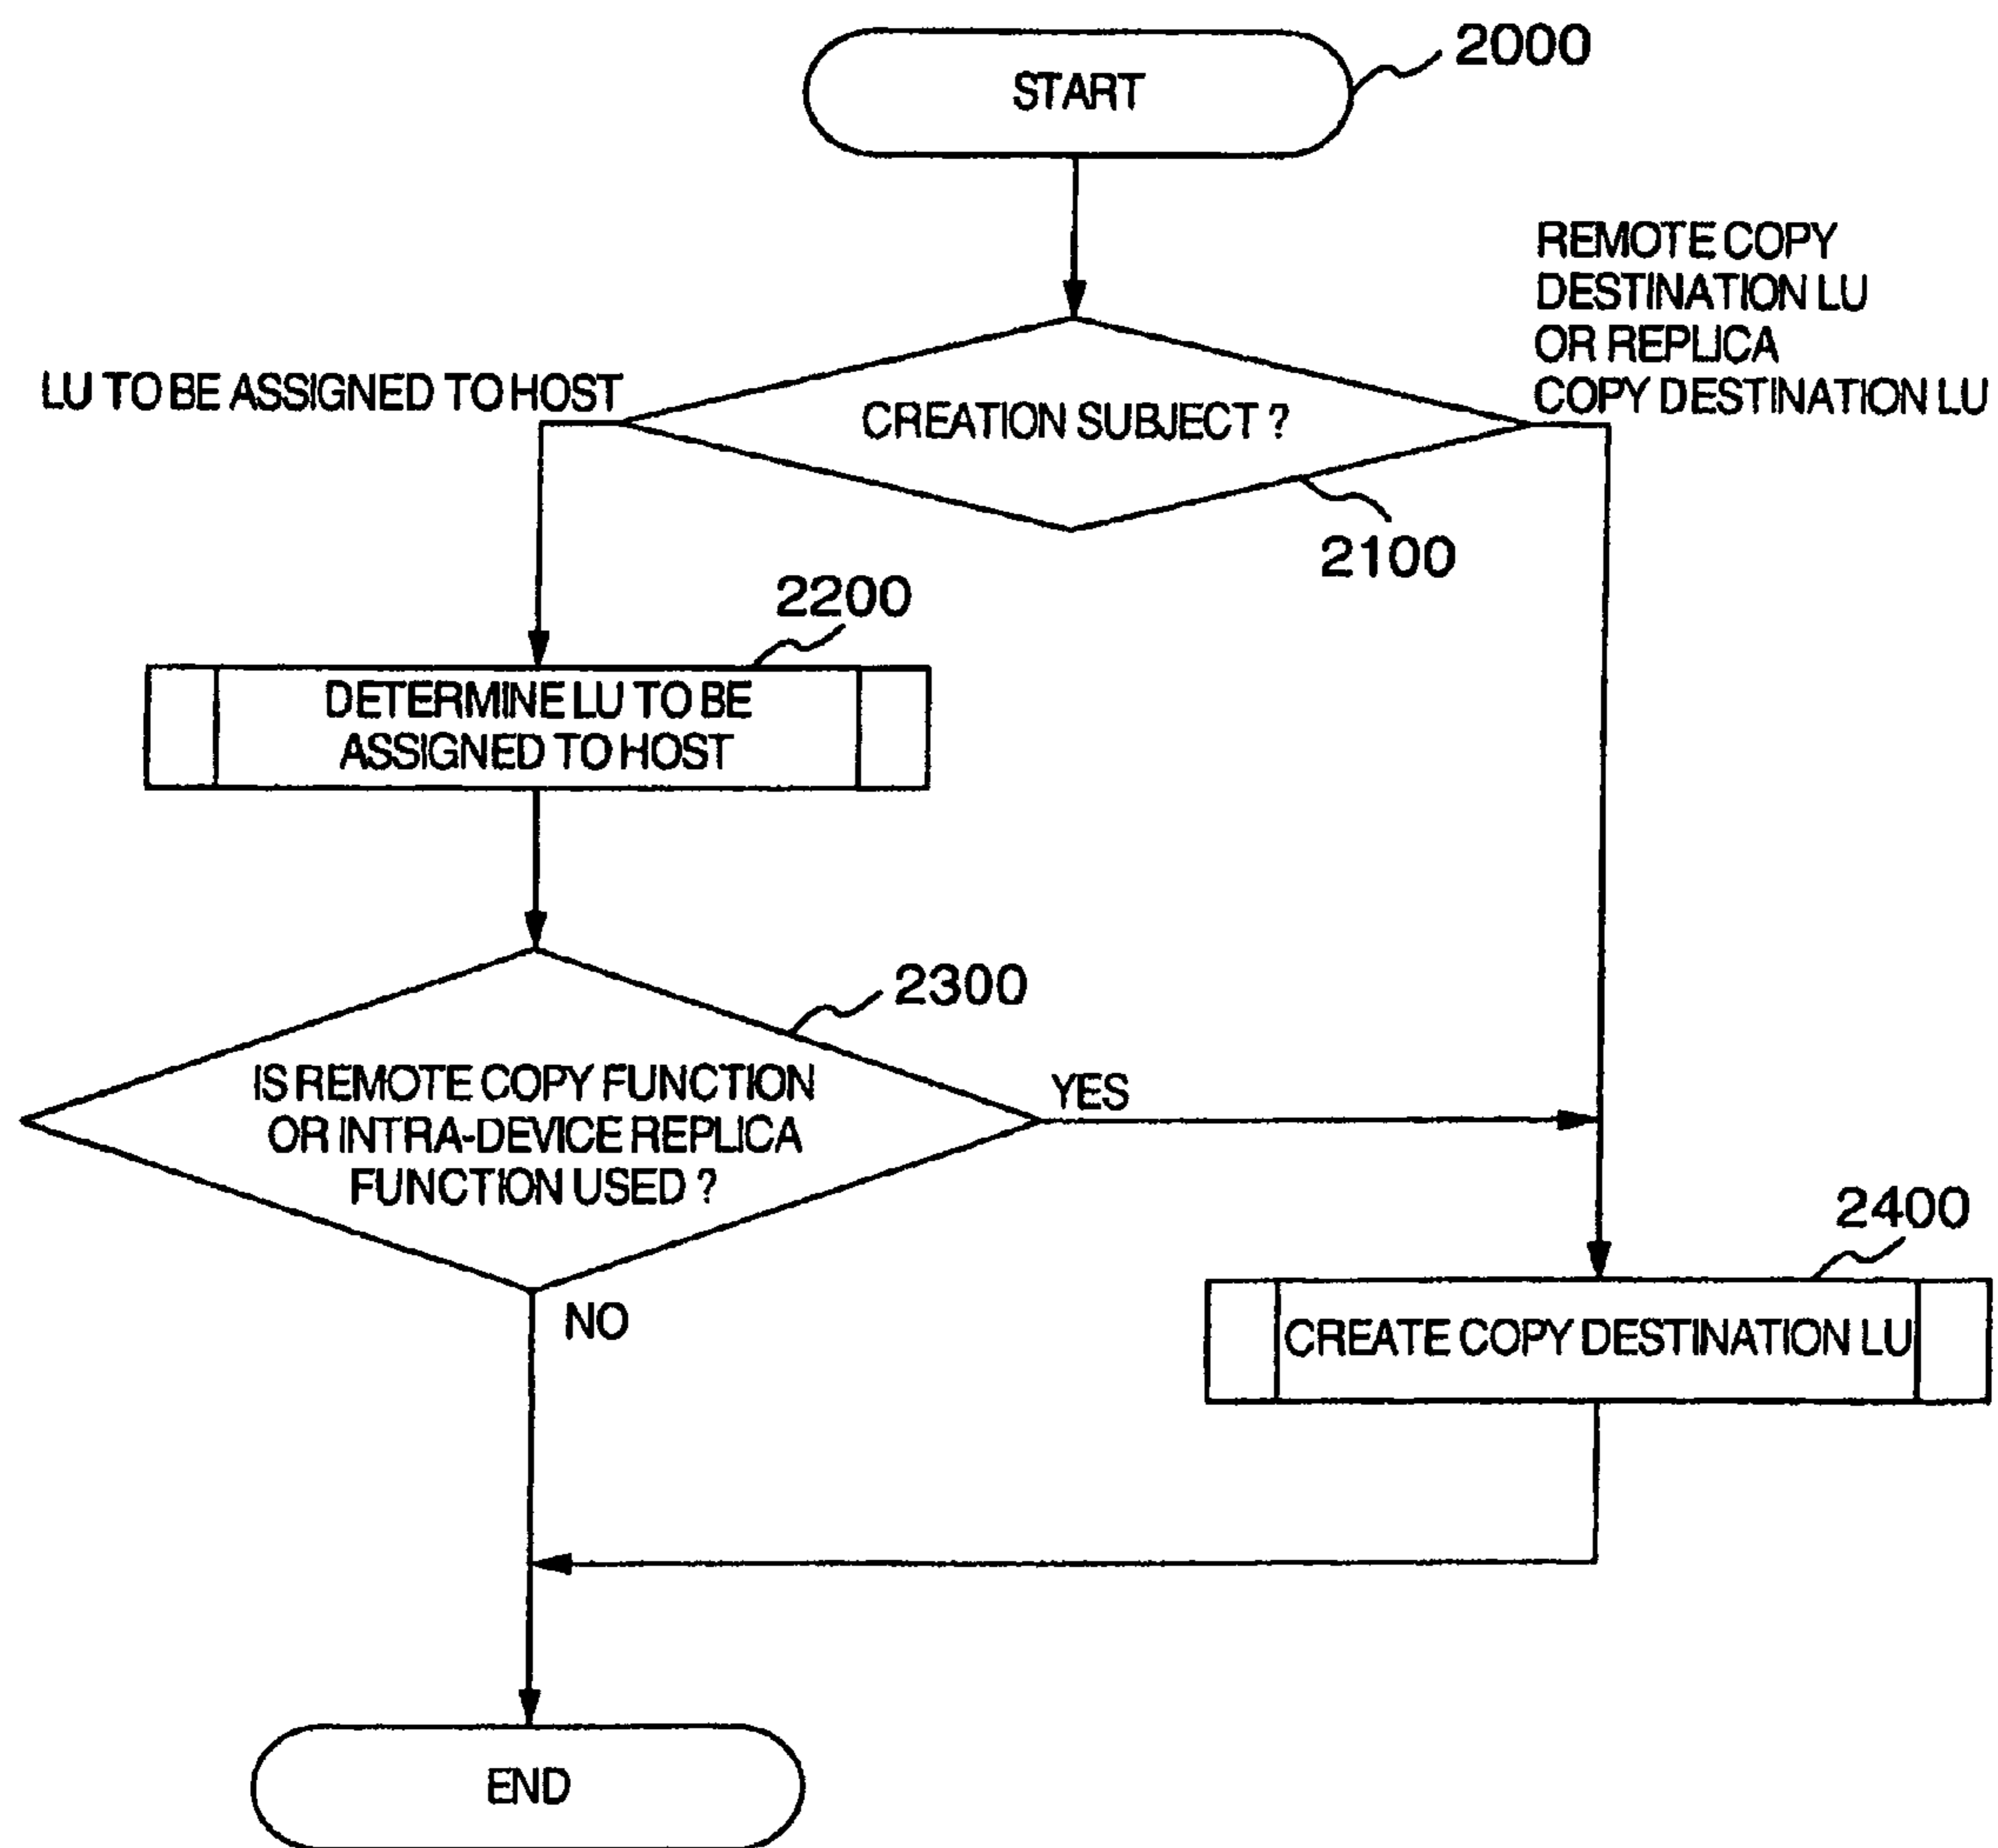 START
2000
REMOTE COPY
DESTINATION LU
OR REPLICA
COPY DESTINATION LU
LU TO BE ASSIGNED TO HOST
CREATION SUBJECT ?
2100
2200
DETERMINE LU TO BE
ASSIGNED TO HOST
2300
IS REMOTE COPY FUNCTION
OR INTRA-DEVICE REPLICA
FUNCTION USED ?
YES
NO
2400
CREATE COPY DESTINATION LU
END